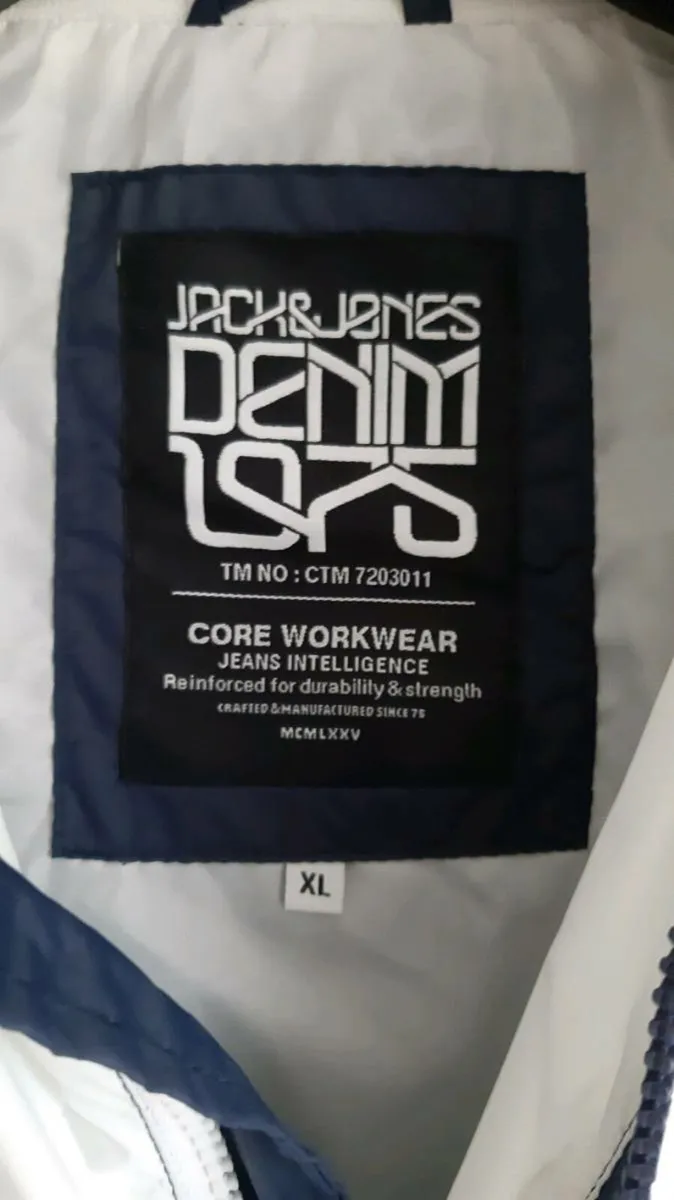 JACK&JONES
DENIM
1975
TM NO : CTM 7203011
CORE WORKWEAR
JEANS INTELLIGENCE
Reinforced for durability & strength
CRAFTED & MANUFACTURED SINCE 75
MCMLXXV
XL